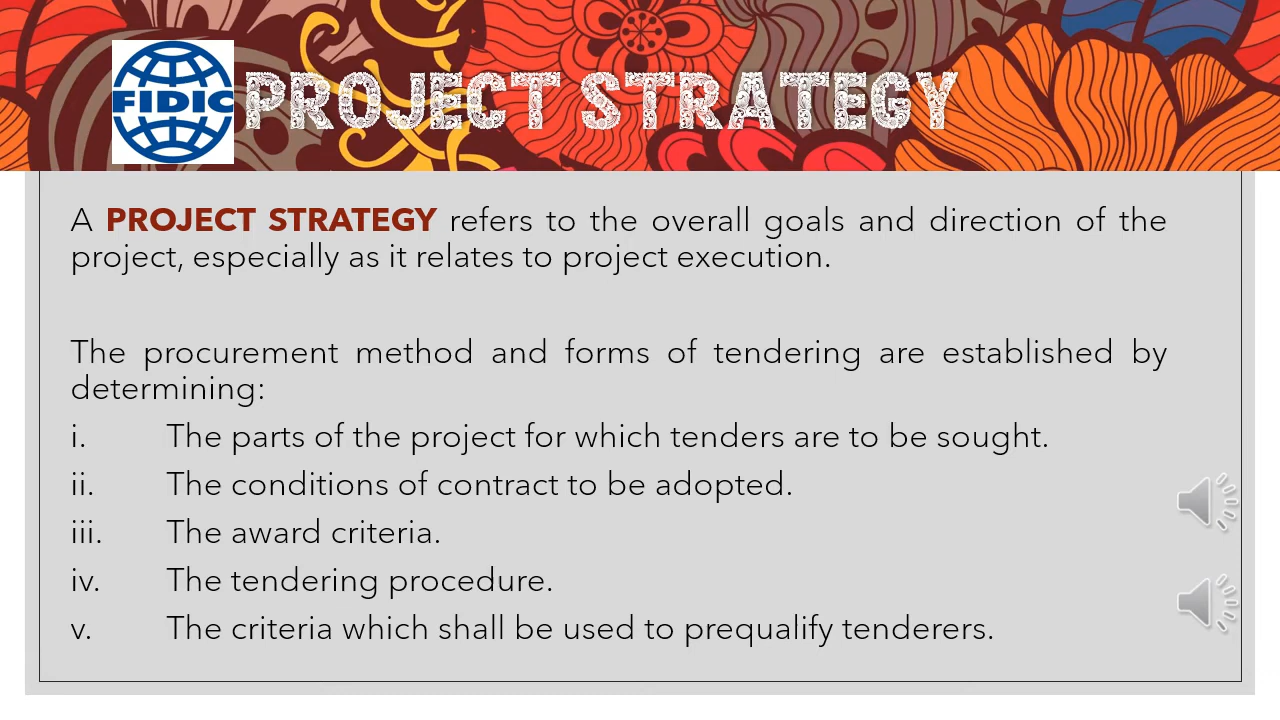 FIDIC
PROJECT STRATEGY
A PROJECT STRATEGY refers to the overall goals and direction of the
project, especially as it relates to project execution.
The procurement method and forms of tendering are established by
determining:
i. The parts of the project for which tenders are to be sought.
ii. The conditions of contract to be adopted.
iii. The award criteria.
iv. The tendering procedure.
v. The criteria which shall be used to prequalify tenderers.